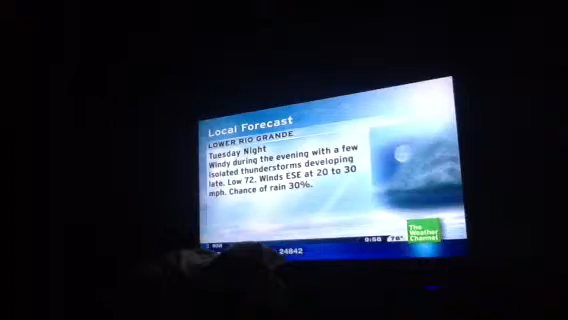 Local Forecast
LOWER RIO GRANDE
Tuesday Night
Windy during the evening with a few
isolated thunderstorms developing
late. Low 72. Winds ESE at 20 to 30
mph. Chance of rain 30%.
The
Weather
Channel
NOW
24842
9:56